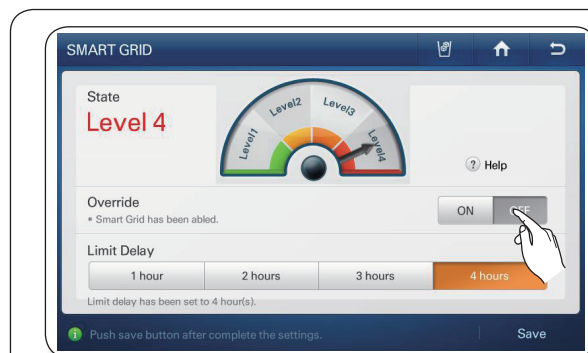 SMART GRID
State
Level 4
Level1
Level2
Level3
Level4
? Help
Override
▪ Smart Grid has been abled.
ON
OFF
Limit Delay
1 hour
2 hours
3 hours
4 hours
Limit delay has been set to 4 hour(s).
i Push save button after complete the settings.
Save